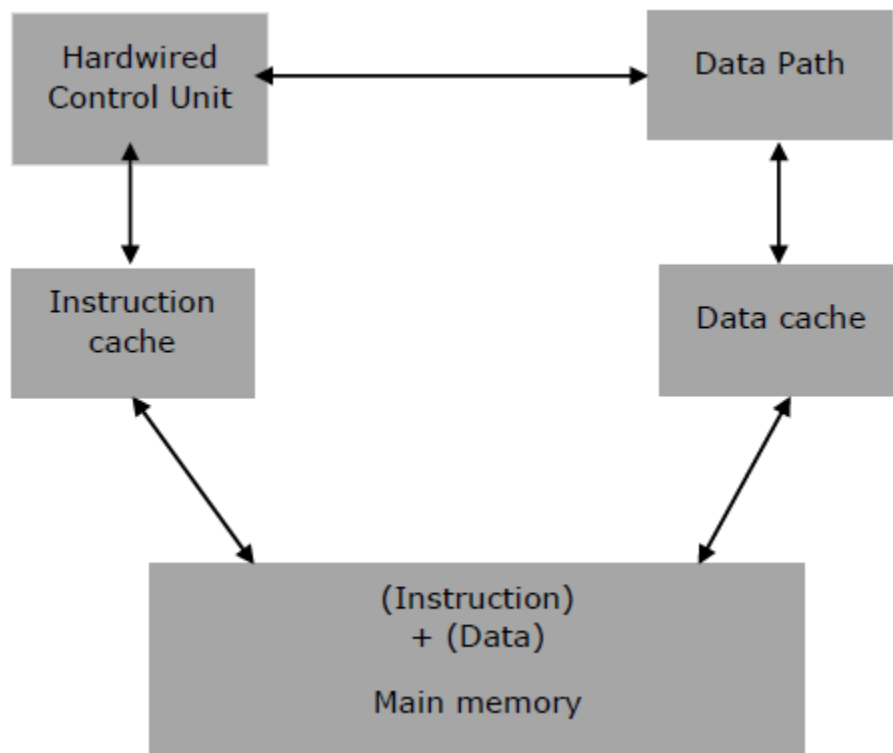 Hardwired
Control Unit
Data Path
Instruction
cache
Data cache
(Instruction)
+ (Data)
Main memory